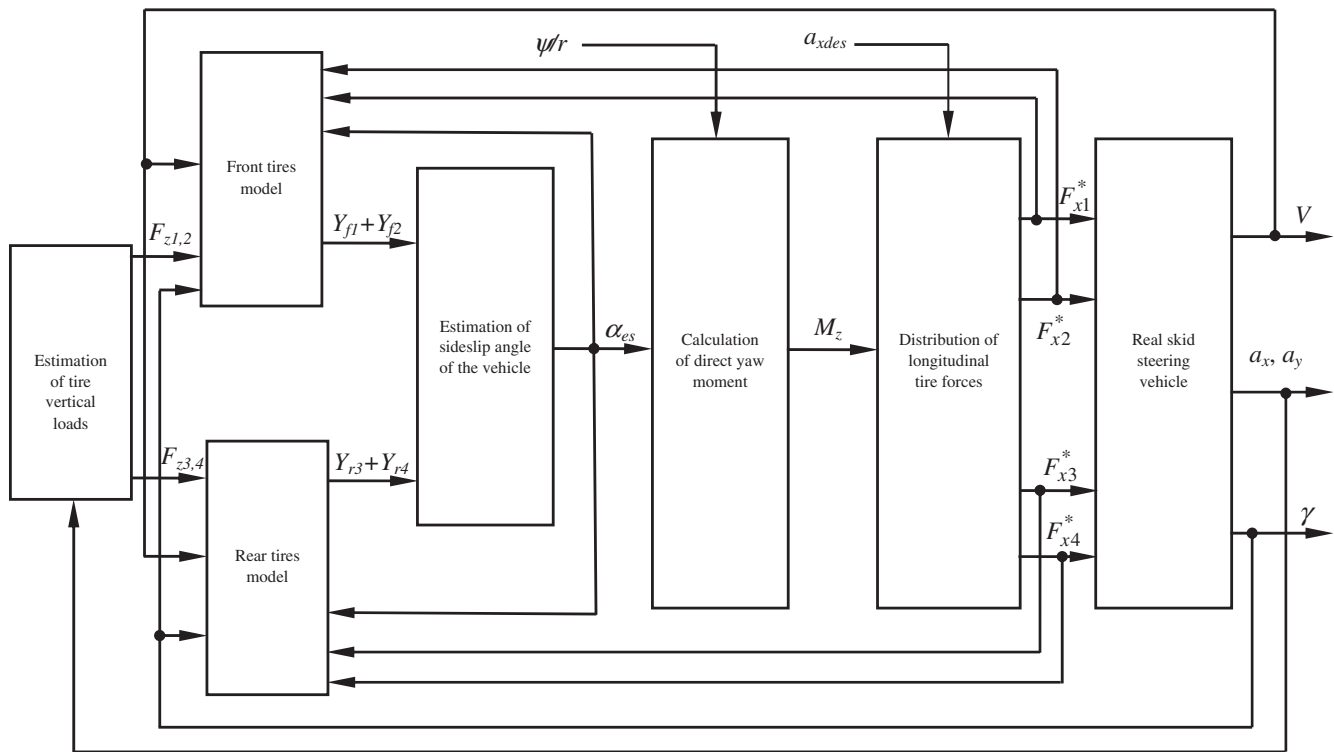 ψ/r
a_xdes
Front tires
model
F_z1,2
Y_f1+Y_f2
F*_x1
V
Estimation
of tire
vertical
loads
Estimation of
sideslip angle
of the vehicle
α_es
Calculation
of direct yaw
moment
M_z
Distribution of
longitudinal
tire forces
F*_x2
Real skid
steering
vehicle
a_x, a_y
F_z3,4
Y_r3+Y_r4
F*_x3
F*_x4
γ
Rear tires
model